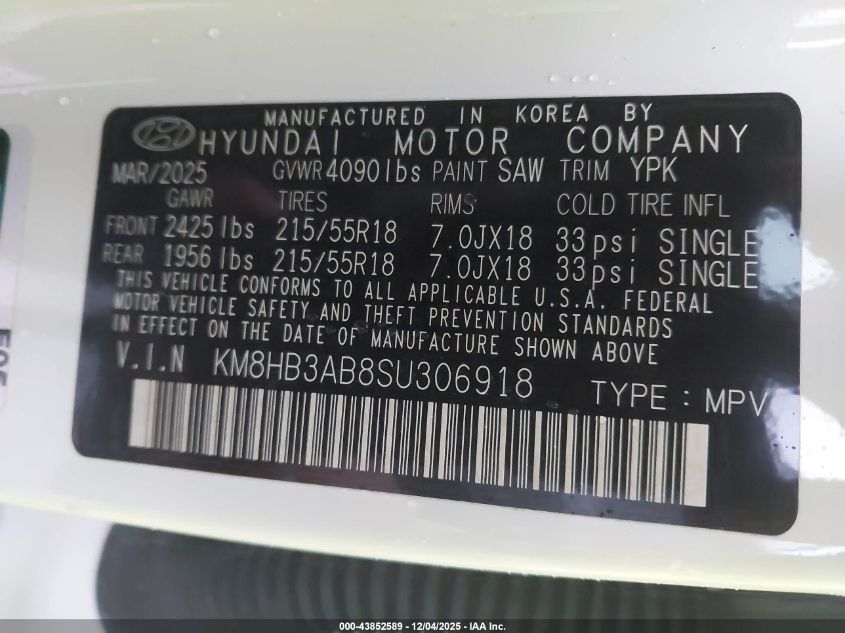 MANUFACTURED IN KOREA BY
HYUNDAI MOTOR COMPANY
MAR/2025 GVWR 4090lbs PAINT SAW TRIM YPK
GAWR TIRES RIMS COLD TIRE INFL
FRONT 2425lbs 215/55R18 7.0JX18 33psi SINGLE
REAR 1956lbs 215/55R18 7.0JX18 33psi SINGLE
THIS VEHICLE CONFORMS TO ALL APPLICABLE U.S.A. FEDERAL
MOTOR VEHICLE SAFETY AND THEFT PREVENTION STANDARDS
IN EFFECT ON THE DATE OF MANUFACTURE SHOWN ABOVE
V.I.N KM8HB3AB8SU306918 TYPE : MPV
000-43852589 - 12/04/2025 - IAA Inc.